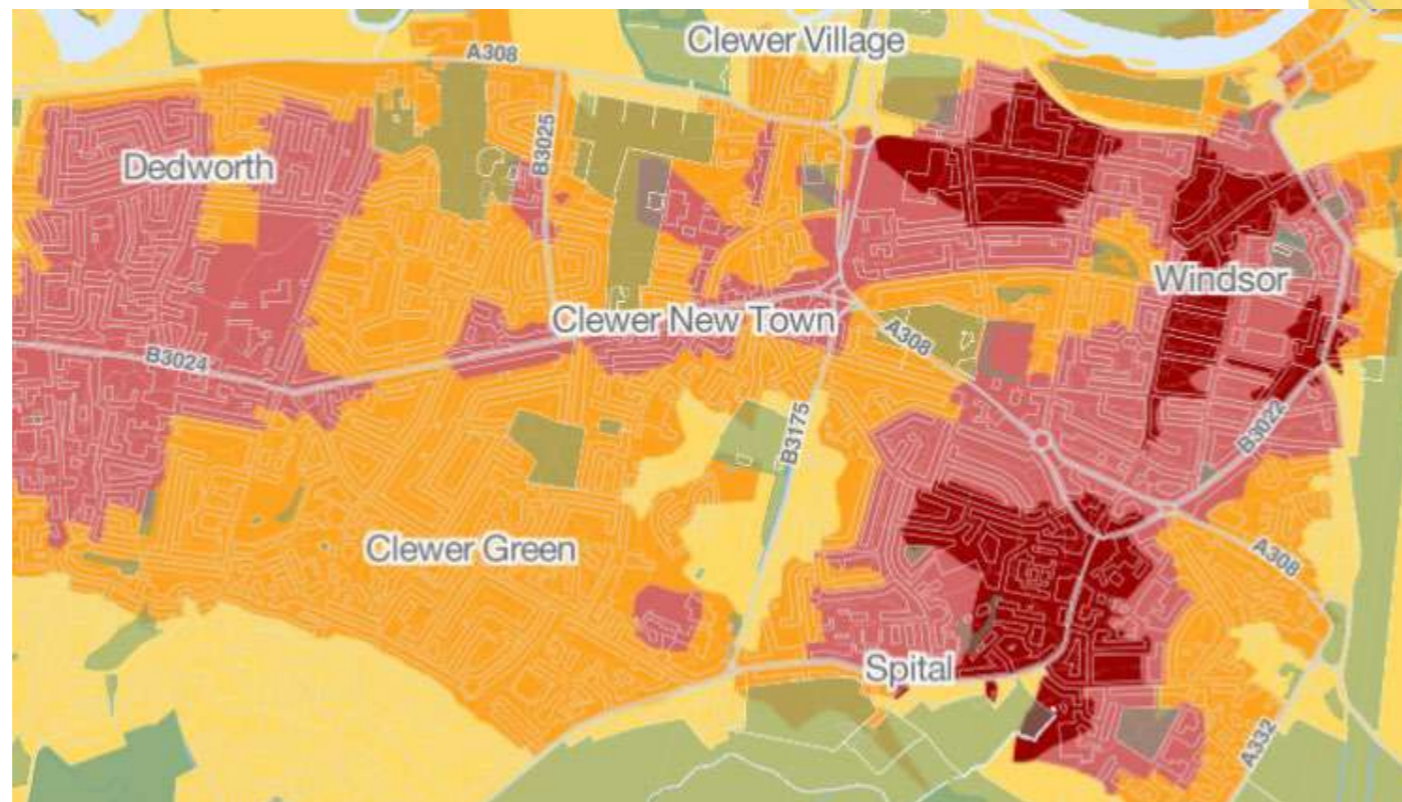 Clewer Village
A308
B3025
Dedworth
Windsor
Clewer New Town
A308
B3024
B3175
B3022
Clewer Green
A308
Spital
A332